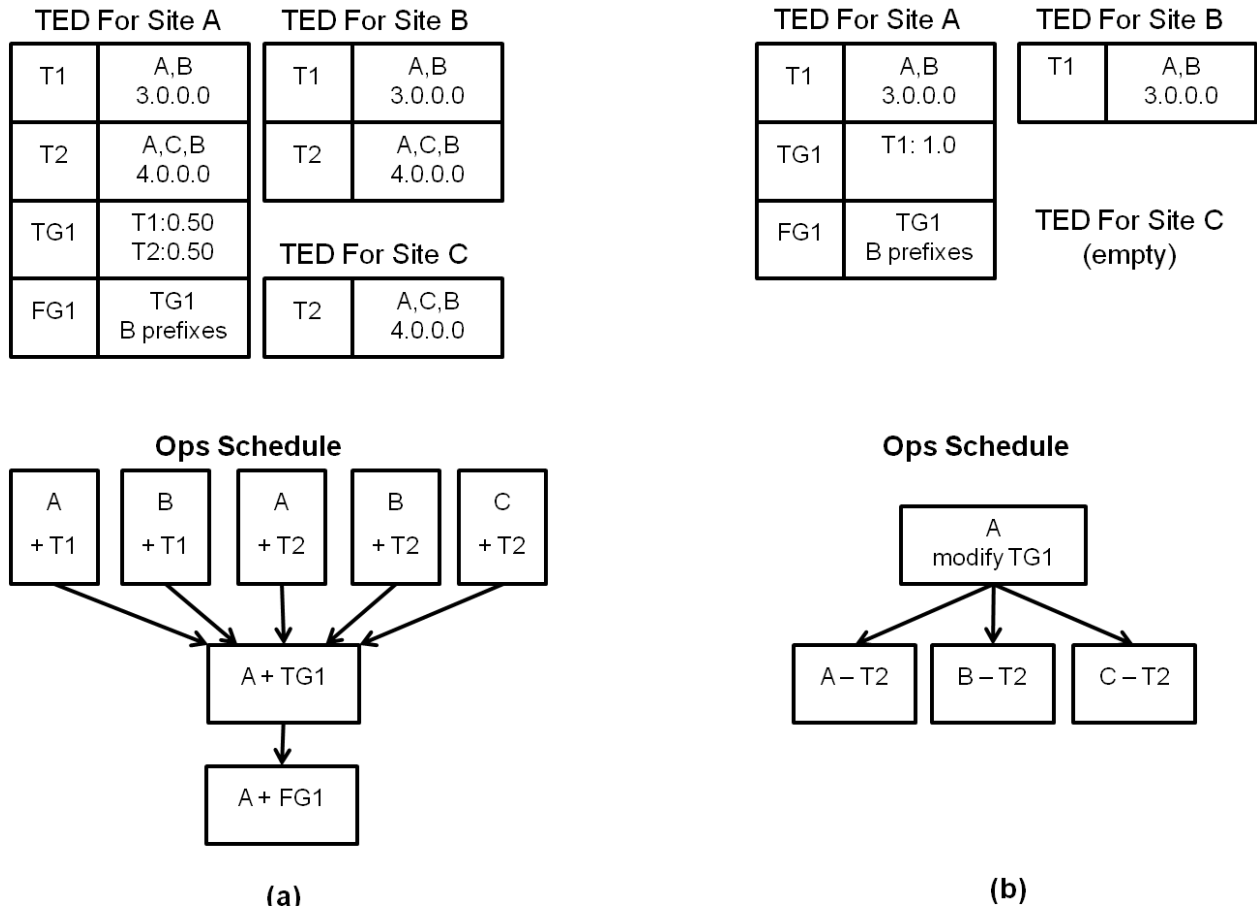 TED For Site A
T1
A,B
3.0.0.0
T2
A,C,B
4.0.0.0
TG1
T1:0.50
T2:0.50
FG1
TG1
B prefixes
TED For Site B
T1
A,B
3.0.0.0
T2
A,C,B
4.0.0.0
TED For Site C
T2
A,C,B
4.0.0.0
Ops Schedule
A
+ T1
B
+ T1
A
+ T2
B
+ T2
C
+ T2
A + TG1
A + FG1
(a)
TED For Site A
T1
A,B
3.0.0.0
TG1
T1: 1.0
FG1
TG1
B prefixes
TED For Site B
T1
A,B
3.0.0.0
TED For Site C
(empty)
Ops Schedule
A
modify TG1
A – T2
B – T2
C – T2
(b)